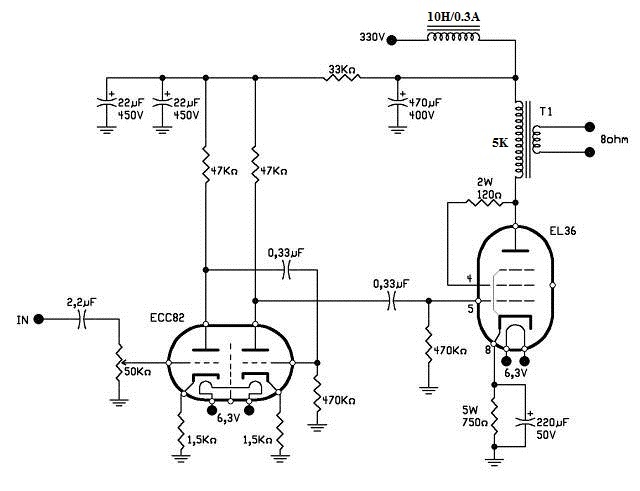 10H/0.3A
330V
33KΩ
22µF
450V
22µF
450V
470µF
400V
T1
5K
8ohm
47KΩ
47KΩ
2W
120Ω
EL36
0,33µF
0,33µF
4
5
2,2µF
IN
ECC82
50KΩ
470KΩ
8
6,3V
470KΩ
6,3V
1,5KΩ
1,5KΩ
5W
750Ω
220µF
50V